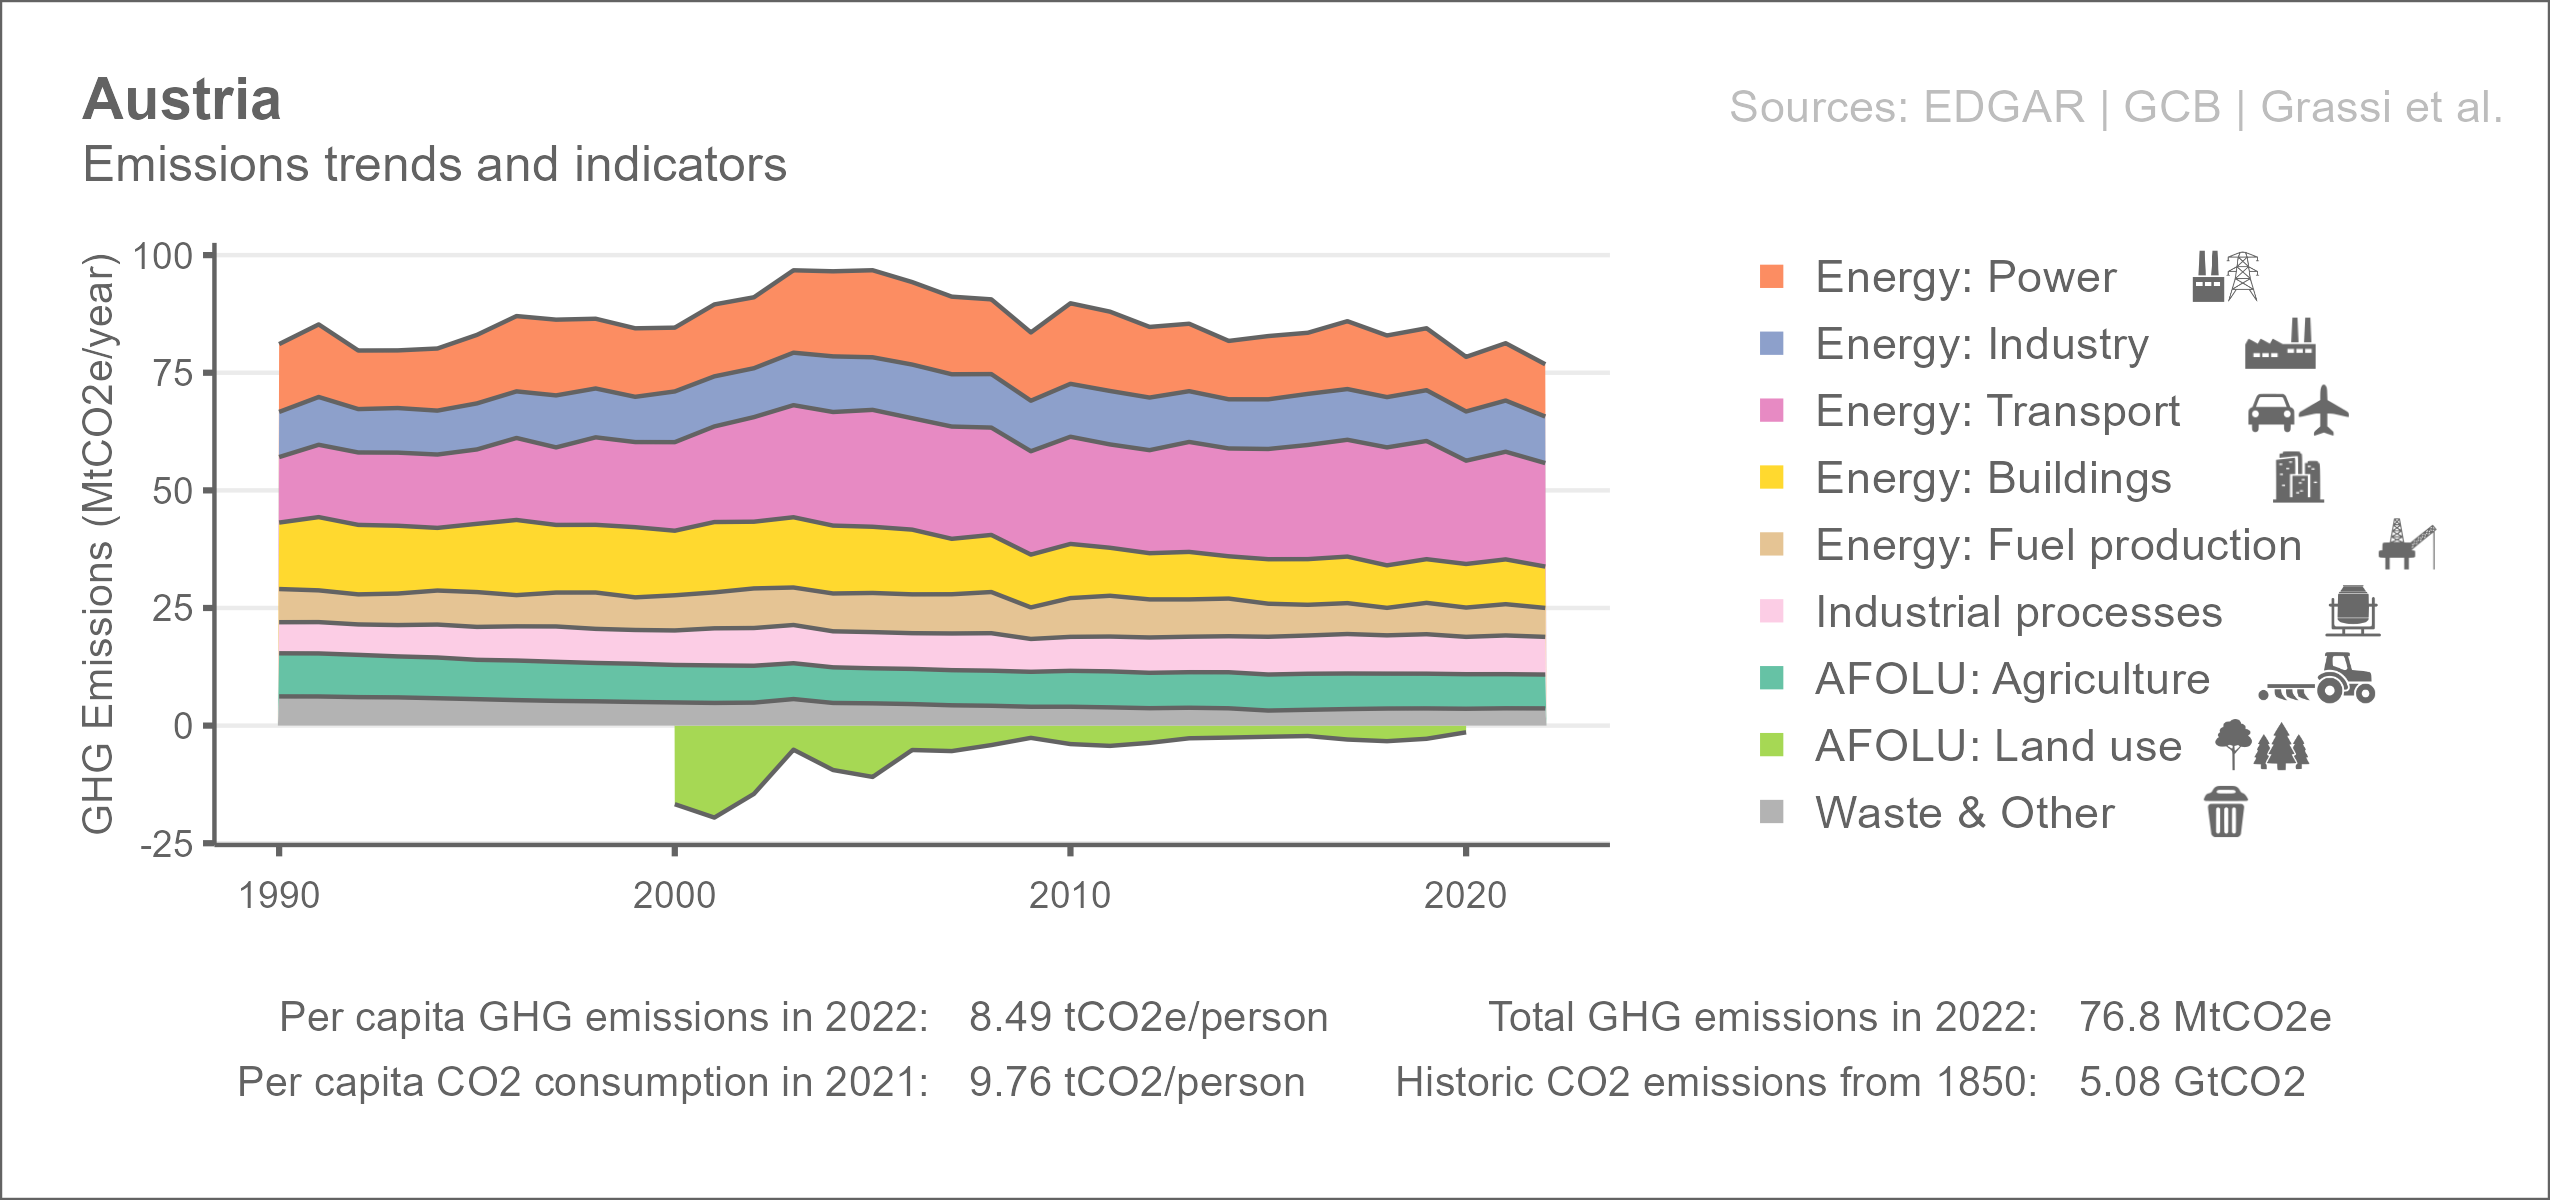 Austria
Sources: EDGAR | GCB | Grassi et al.
Emissions trends and indicators
GHG Emissions (MtCO2e/year)
100
75
50
25
0
-25
1990
2000
2010
2020
Energy: Power
Energy: Industry
Energy: Transport
Energy: Buildings
Energy: Fuel production
Industrial processes
AFOLU: Agriculture
AFOLU: Land use
Waste & Other
Per capita GHG emissions in 2022: 8.49 tCO2e/person
Total GHG emissions in 2022: 76.8 MtCO2e
Per capita CO2 consumption in 2021: 9.76 tCO2/person
Historic CO2 emissions from 1850: 5.08 GtCO2